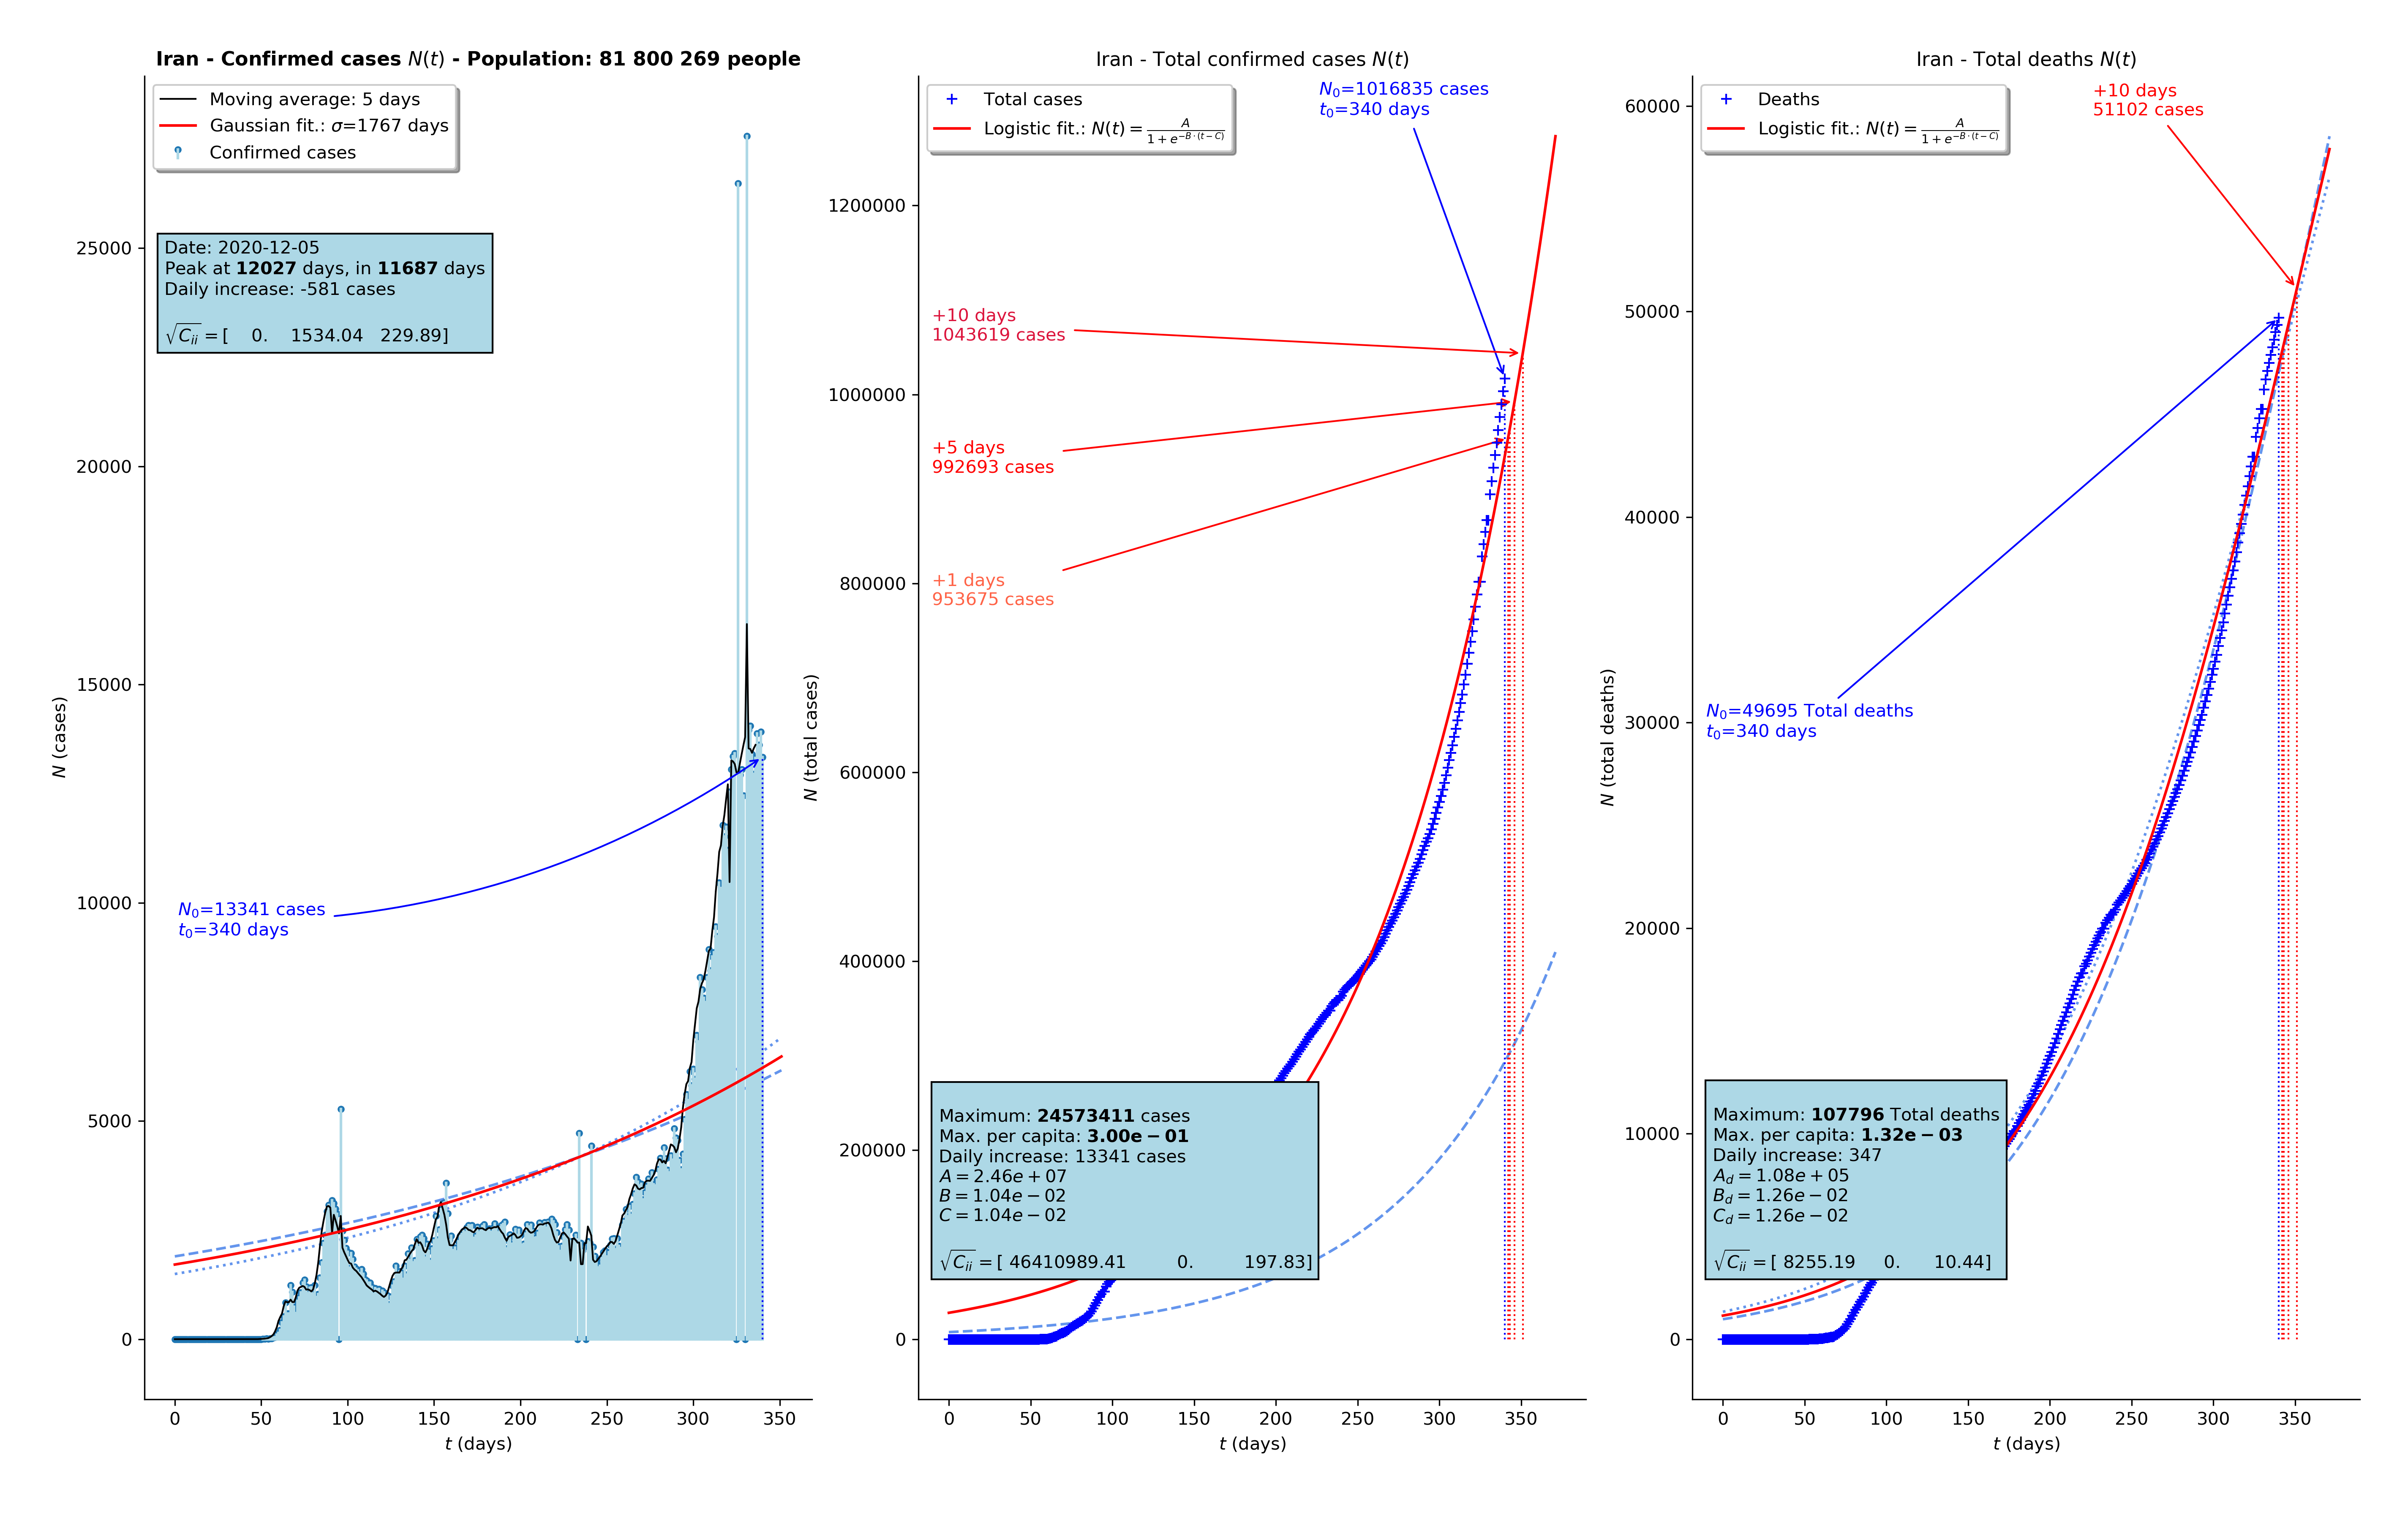 Iran - Confirmed cases N(t) - Population: 81 800 269 people
Moving average: 5 days
Gaussian fit.: σ=1767 days
Confirmed cases
Date: 2020-12-05
Peak at 12027 days, in 11687 days
Daily increase: -581 cases
√C_ii = [ 0. 1534.04 229.89]
N₀=13341 cases
t₀=340 days
25000
20000
15000
10000
5000
0
N (cases)
0 50 100 150 200 250 300 350
t (days)
Iran - Total confirmed cases N(t)
Total cases
Logistic fit.: N(t) = A / (1 + e^{−B·(t−C)})
N₀=1016835 cases
t₀=340 days
+10 days
1043619 cases
+5 days
992693 cases
+1 days
953675 cases
Maximum: 24573411 cases
Max. per capita: 3.00e − 01
Daily increase: 13341 cases
A = 2.46e + 07
B = 1.04e − 02
C = 1.04e − 02
√C_ii = [ 46410989.41 0. 197.83]
1200000
1000000
800000
600000
400000
200000
0
N (total cases)
0 50 100 150 200 250 300 350
t (days)
Iran - Total deaths N(t)
Deaths
Logistic fit.: N(t) = A / (1 + e^{−B·(t−C)})
+10 days
51102 cases
N₀=49695 Total deaths
t₀=340 days
Maximum: 107796 Total deaths
Max. per capita: 1.32e − 03
Daily increase: 347
A_d = 1.08e + 05
B_d = 1.26e − 02
C_d = 1.26e − 02
√C_ii = [ 8255.19 0. 10.44]
60000
50000
40000
30000
20000
10000
0
N (total deaths)
0 50 100 150 200 250 300 350
t (days)